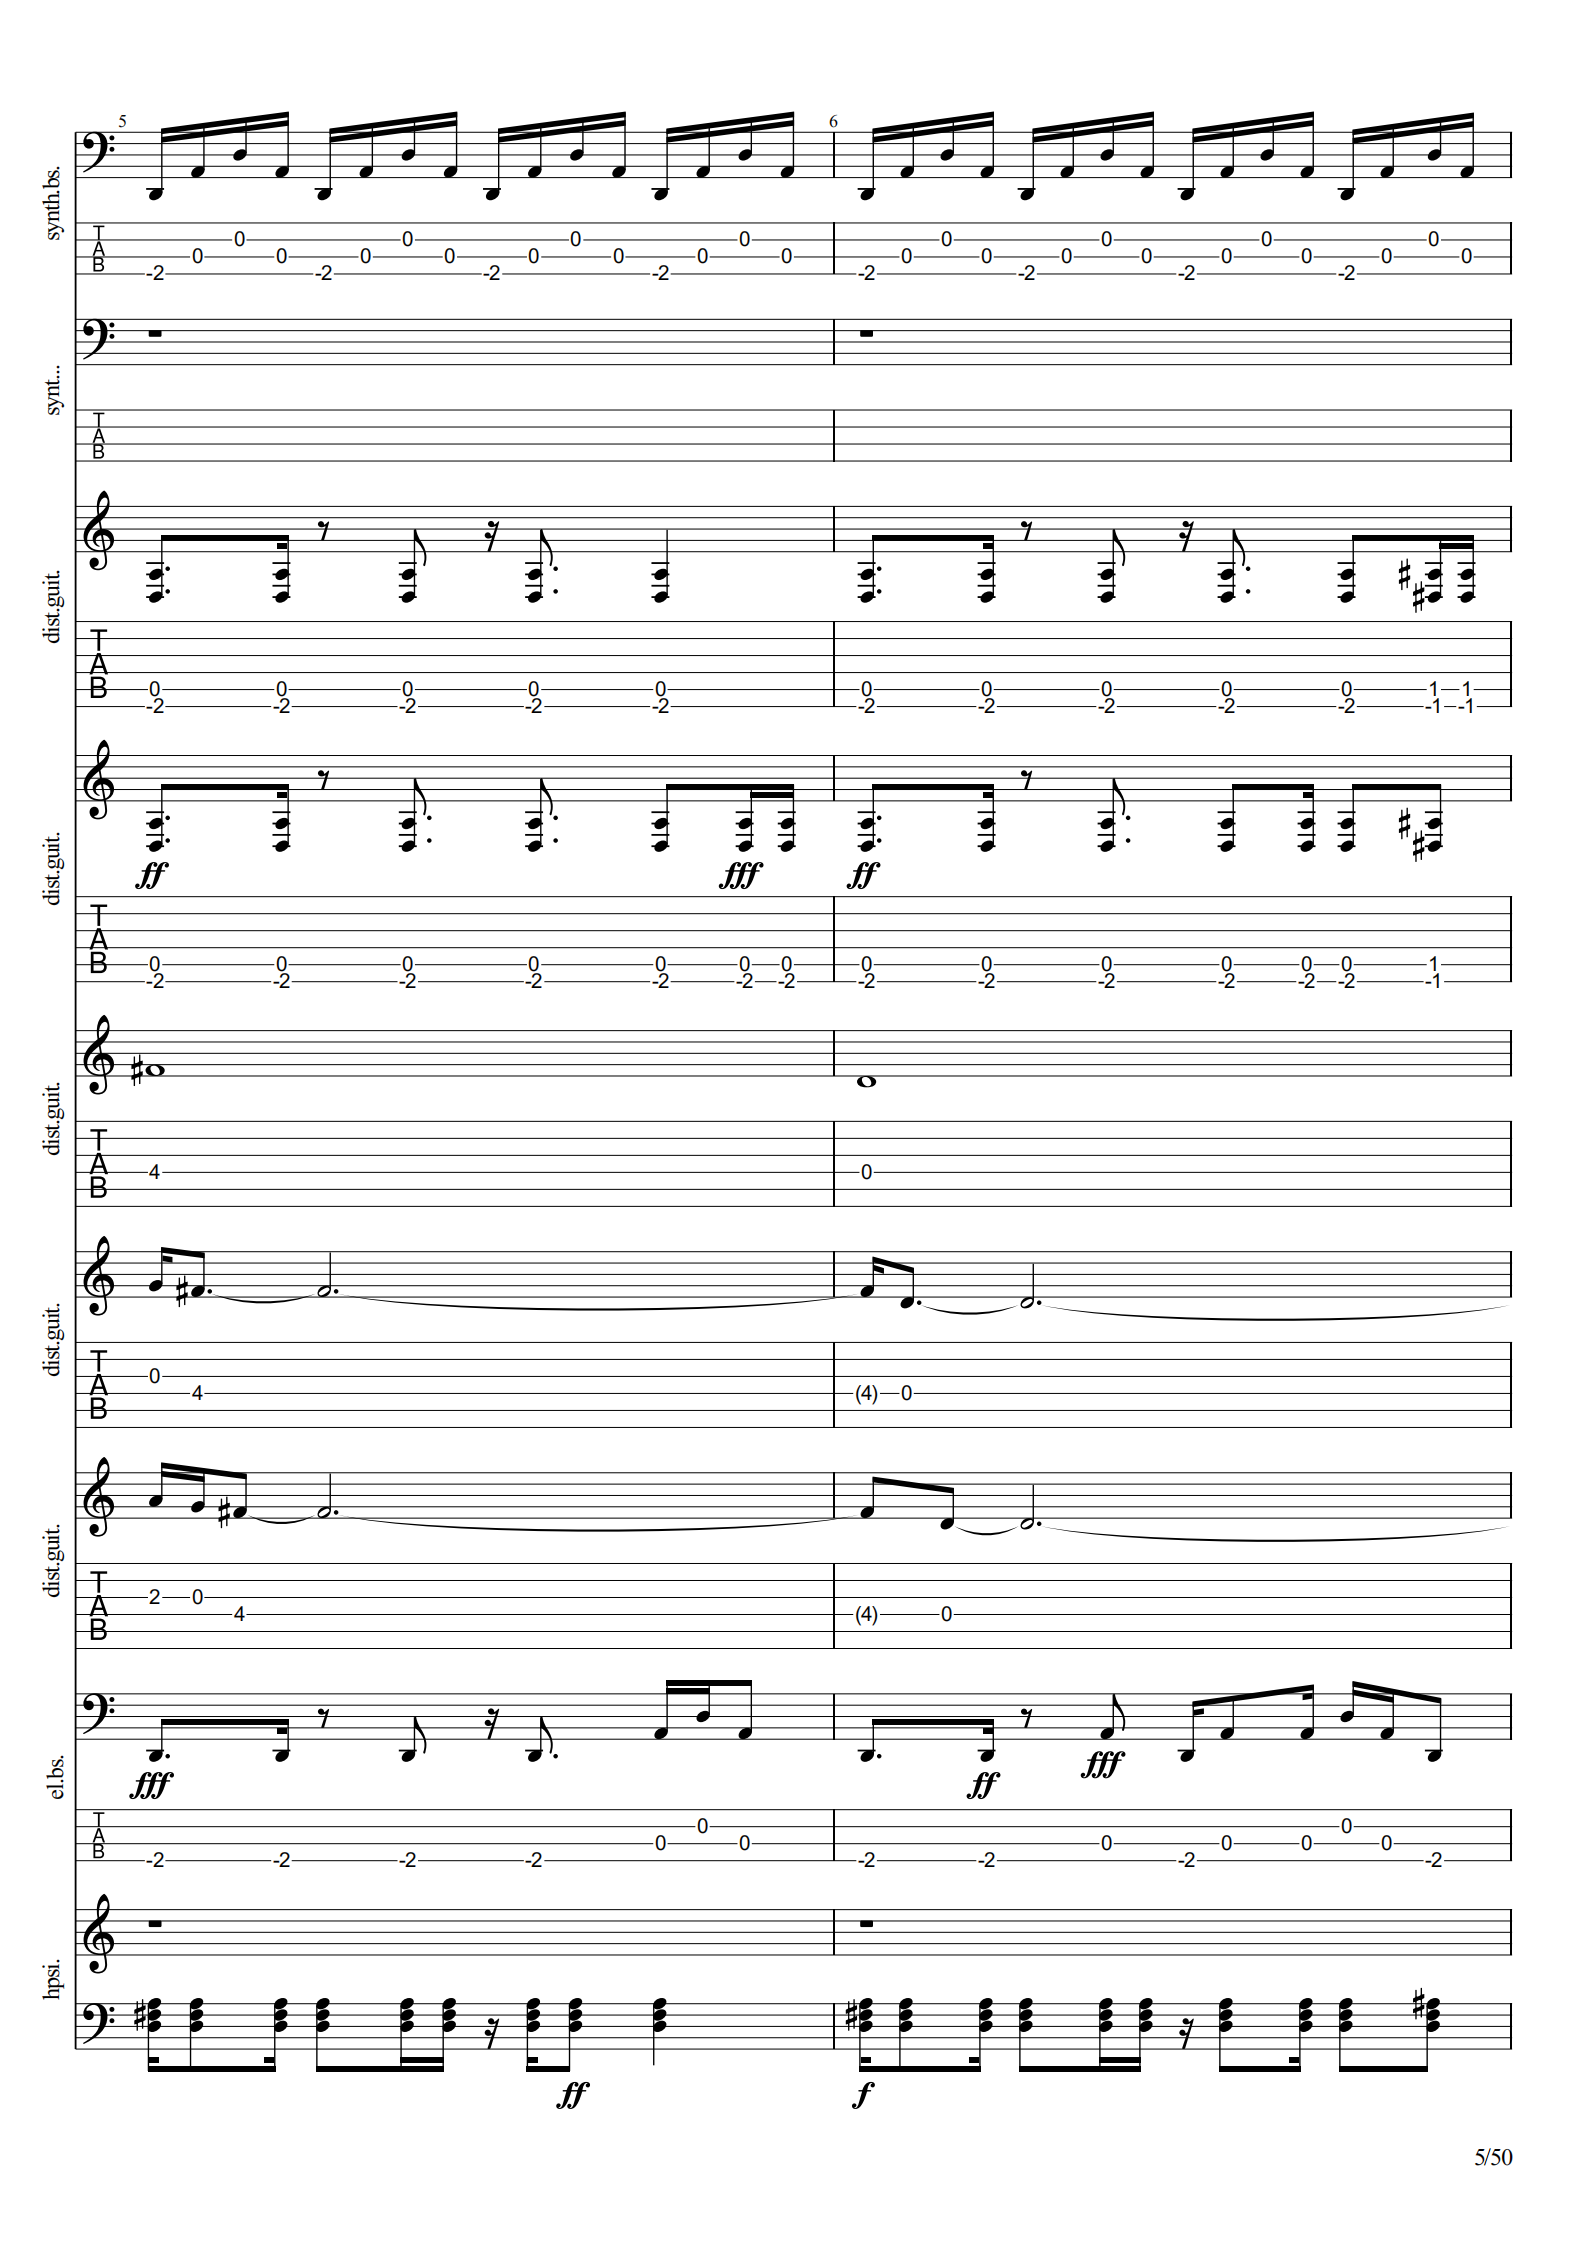 5
6
synth.bs.
T 0 0 0 0 0 0 0 0
A 0 0 0 0 0 0 0 0 0 0 0 0 0 0 0 0
B -2 -2 -2 -2 -2 -2 -2 -2
synt...
T
A
B
dist.guit.
T
A
B 0 0 0 0 0 0 0 0 0 0 1 1
-2 -2 -2 -2 -2 -2 -2 -2 -2 -2 -1 -1
dist.guit.
ff fff ff
T
A
B 0 0 0 0 0 0 0 0 0 0 0 0 0 1
-2 -2 -2 -2 -2 -2 -2 -2 -2 -2 -2 -2 -2 -1
dist.guit.
T
A 4 0
B
dist.guit.
T 0
A 4 (4) 0
B
dist.guit.
T 2 0
A 4 (4) 0
B
el.bs.
fff ff fff
T 0 0
A 0 0 0 0 0 0
B -2 -2 -2 -2 -2 -2 -2 -2
hpsi.
ff f
5/50